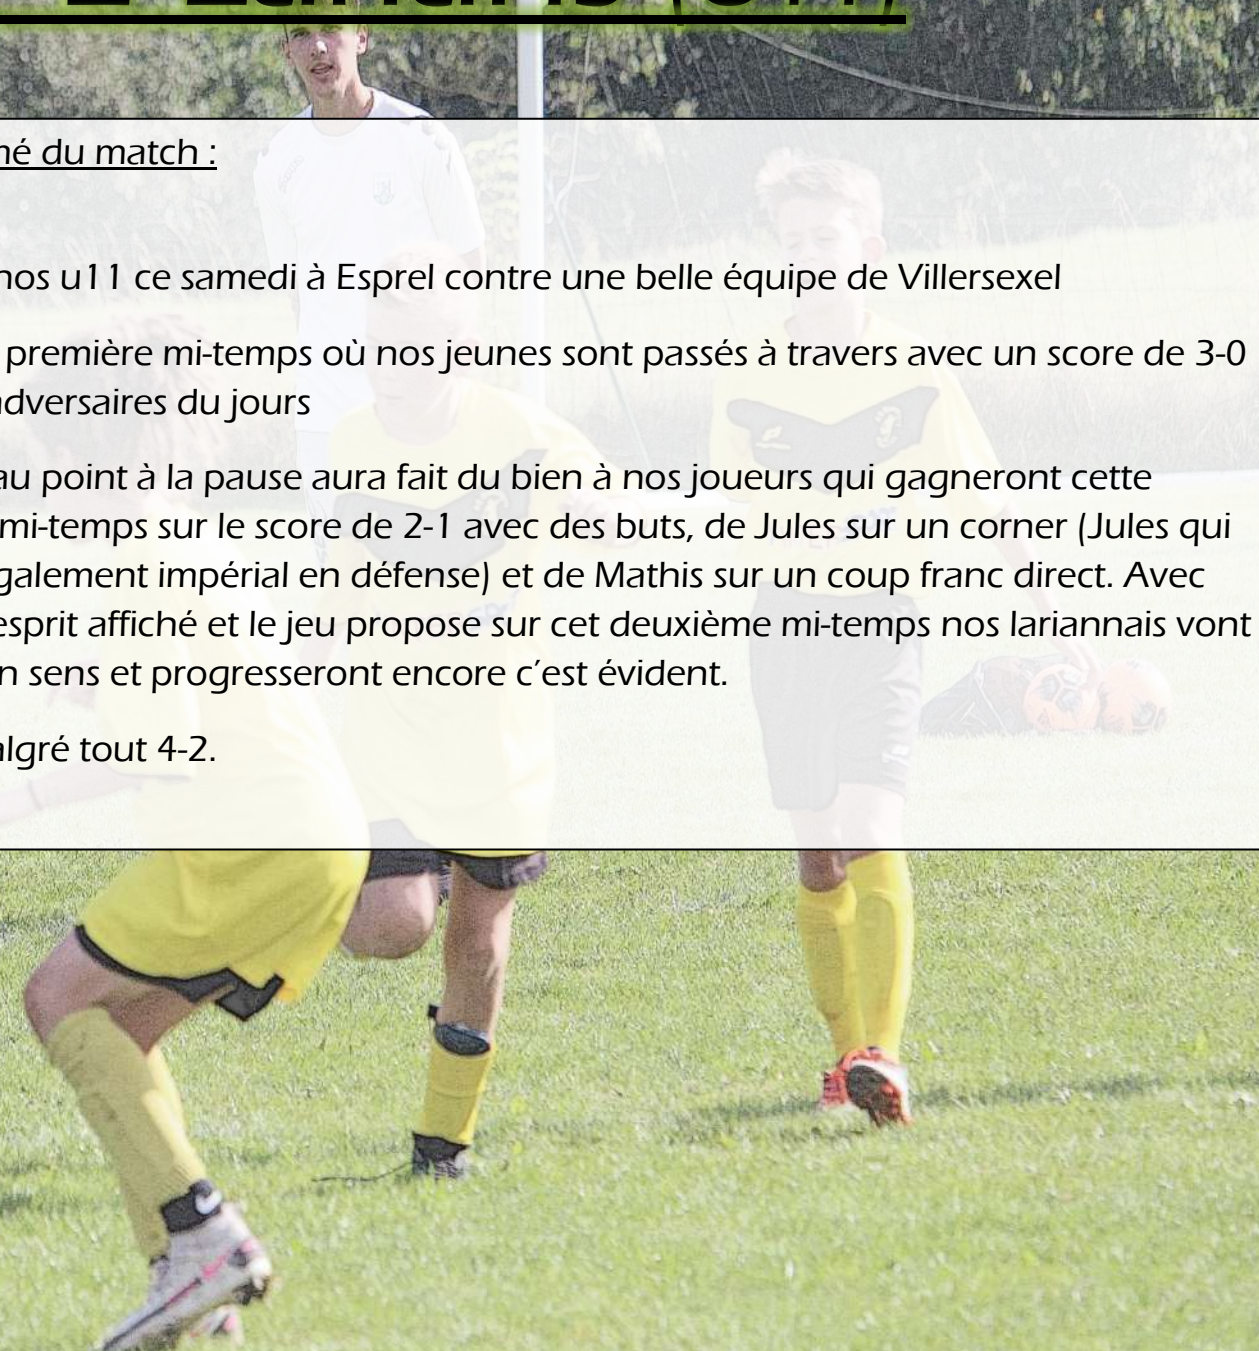 mé du match :
nos u11 ce samedi à Esprel contre une belle équipe de Villersexel
première mi-temps où nos jeunes sont passés à travers avec un score de 3-0
adversaires du jours
au point à la pause aura fait du bien à nos joueurs qui gagneront cette
mi-temps sur le score de 2-1 avec des buts, de Jules sur un corner (Jules qui
galement impérial en défense) et de Mathis sur un coup franc direct. Avec
esprit affiché et le jeu propose sur cet deuxième mi-temps nos lariannais vont
n sens et progresseront encore c'est évident.
algré tout 4-2.